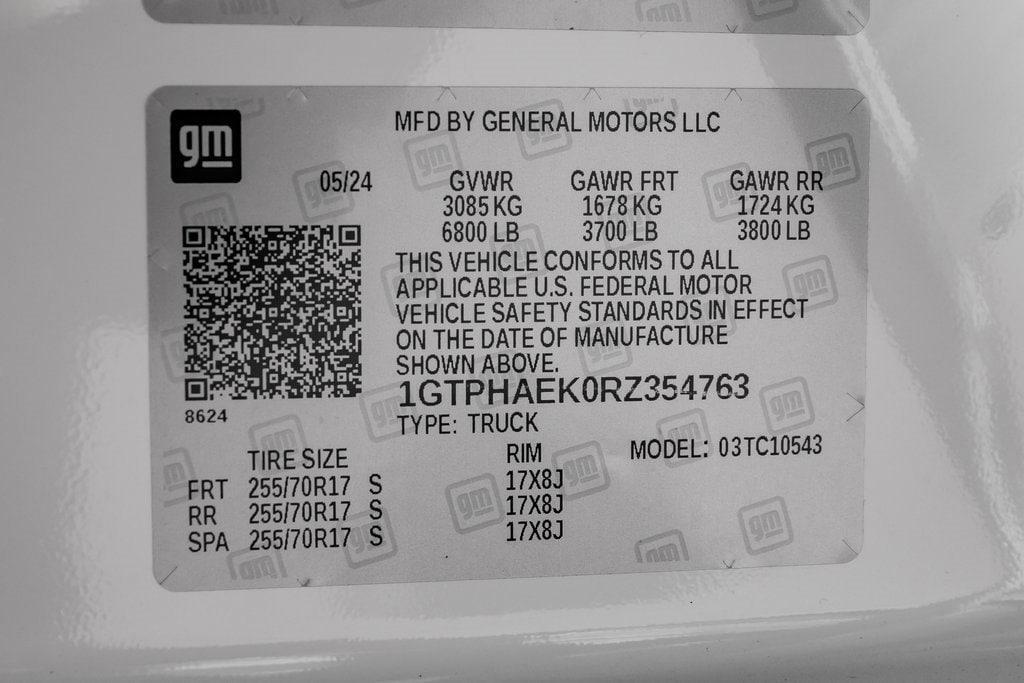 gm
MFD BY GENERAL MOTORS LLC
05/24 GVWR GAWR FRT GAWR RR
3085 KG 1678 KG 1724 KG
6800 LB 3700 LB 3800 LB
THIS VEHICLE CONFORMS TO ALL
APPLICABLE U.S. FEDERAL MOTOR
VEHICLE SAFETY STANDARDS IN EFFECT
ON THE DATE OF MANUFACTURE
SHOWN ABOVE.
1GTPHAEK0RZ354763
8624
TYPE: TRUCK
TIRE SIZE RIM MODEL: 03TC10543
FRT 255/70R17 S 17X8J
RR 255/70R17 S 17X8J
SPA 255/70R17 S 17X8J